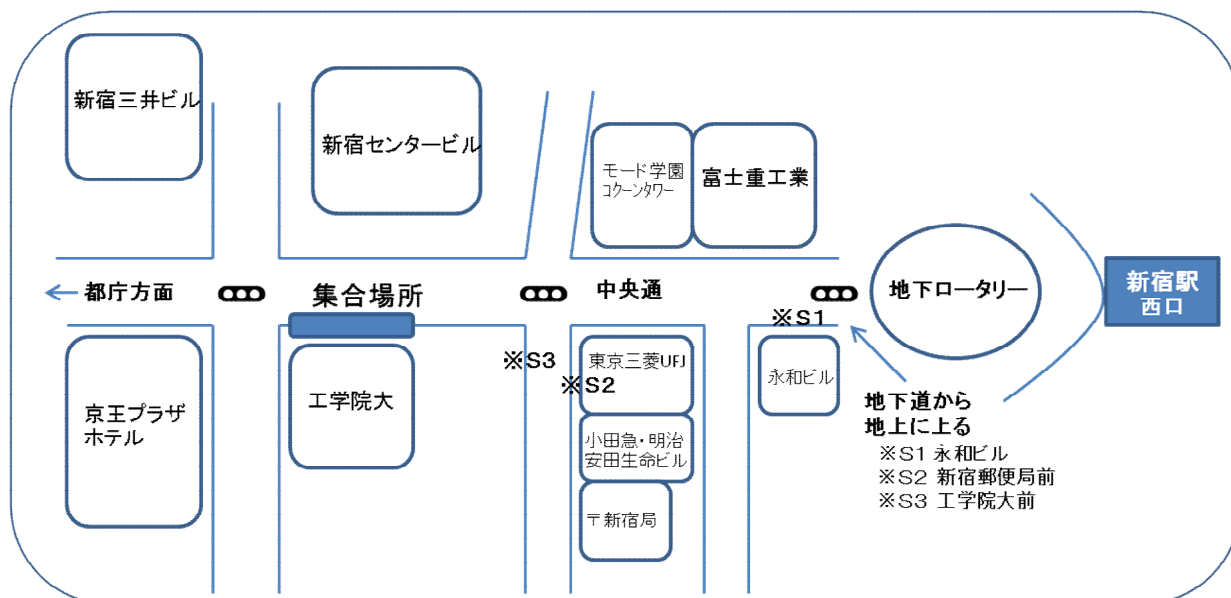 新宿三井ビル
新宿センタービル
モード学園
コクーンタワー
富士重工業
都庁方面
集合場所
中央通
地下ロータリー
新宿駅
西口
※S1
※S3
※S2
東京三菱UFJ
永和ビル
京王プラザ
ホテル
工学院大
小田急・明治
安田生命ビル
〒新宿局
地下道から
地上に上る
※S1 永和ビル
※S2 新宿郵便局前
※S3 工学院大前